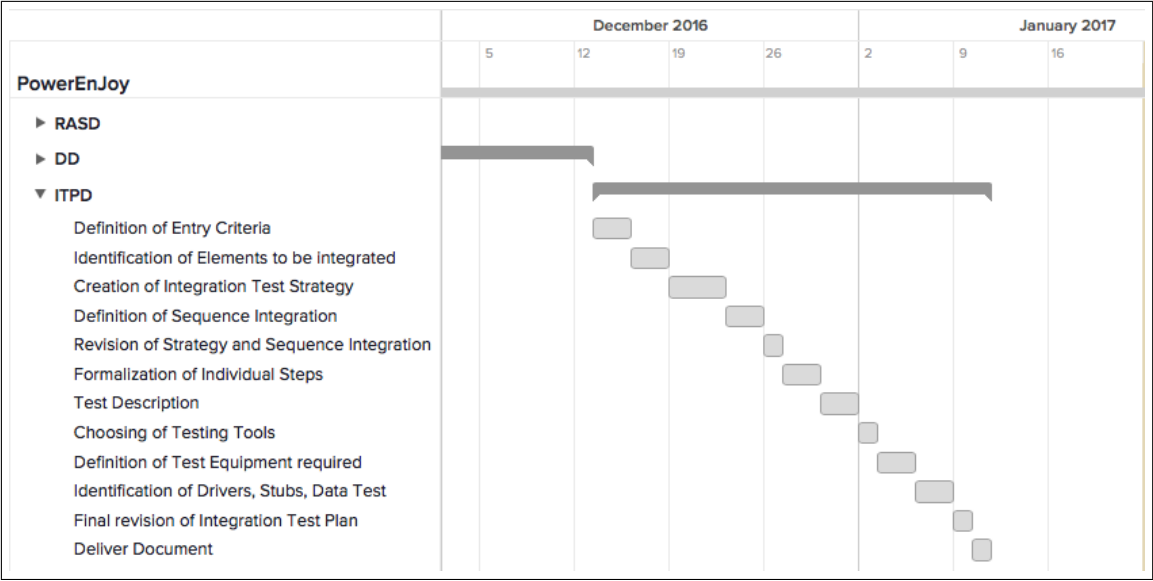 December 2016
January 2017
5 12 19 26 2 9 16
PowerEnJoy
RASD
DD
ITPD
Definition of Entry Criteria
Identification of Elements to be integrated
Creation of Integration Test Strategy
Definition of Sequence Integration
Revision of Strategy and Sequence Integration
Formalization of Individual Steps
Test Description
Choosing of Testing Tools
Definition of Test Equipment required
Identification of Drivers, Stubs, Data Test
Final revision of Integration Test Plan
Deliver Document